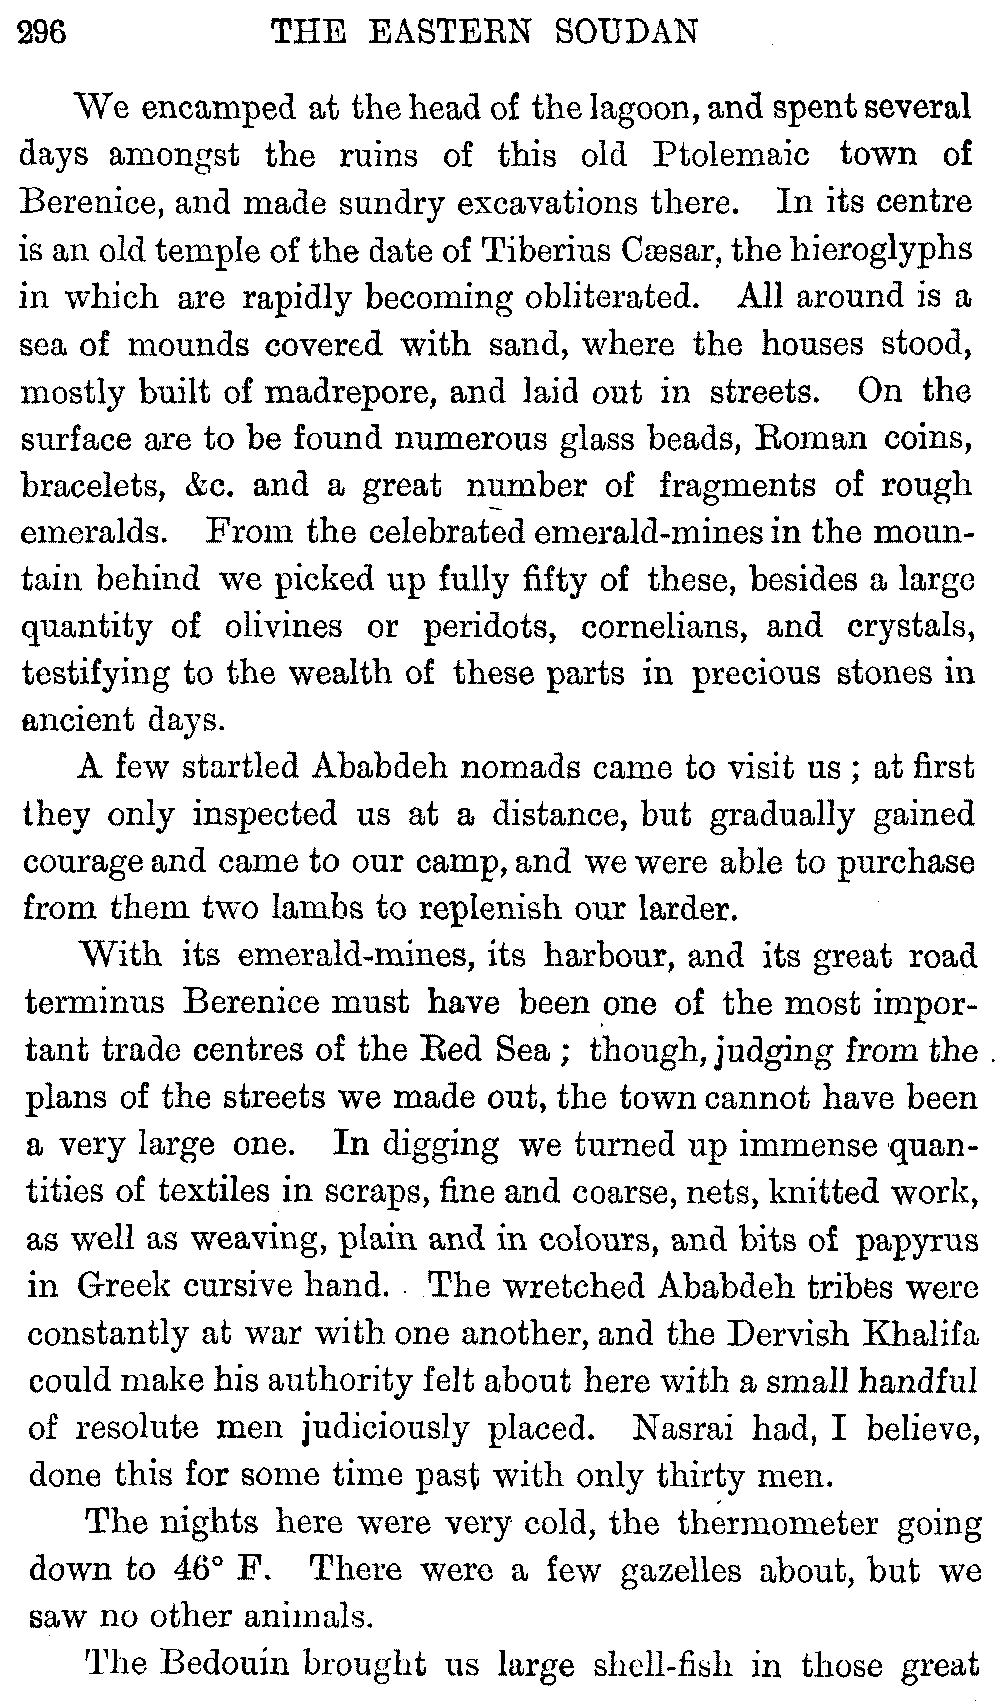 296 THE EASTERN SOUDAN
We encamped at the head of the lagoon, and spent several
days amongst the ruins of this old Ptolemaic town of
Berenice, and made sundry excavations there. In its centre
is an old temple of the date of Tiberius Cæsar, the hieroglyphs
in which are rapidly becoming obliterated. All around is a
sea of mounds covered with sand, where the houses stood,
mostly built of madrepore, and laid out in streets. On the
surface are to be found numerous glass beads, Roman coins,
bracelets, &c. and a great number of fragments of rough
emeralds. From the celebrated emerald-mines in the moun-
tain behind we picked up fully fifty of these, besides a large
quantity of olivines or peridots, cornelians, and crystals,
testifying to the wealth of these parts in precious stones in
ancient days.
A few startled Ababdeh nomads came to visit us ; at first
they only inspected us at a distance, but gradually gained
courage and came to our camp, and we were able to purchase
from them two lambs to replenish our larder.
With its emerald-mines, its harbour, and its great road
terminus Berenice must have been one of the most impor-
tant trade centres of the Red Sea ; though, judging from the
plans of the streets we made out, the town cannot have been
a very large one. In digging we turned up immense quan-
tities of textiles in scraps, fine and coarse, nets, knitted work,
as well as weaving, plain and in colours, and bits of papyrus
in Greek cursive hand. The wretched Ababdeh tribes were
constantly at war with one another, and the Dervish Khalifa
could make his authority felt about here with a small handful
of resolute men judiciously placed. Nasrai had, I believe,
done this for some time past with only thirty men.
The nights here were very cold, the thermometer going
down to 46° F. There were a few gazelles about, but we
saw no other animals.
The Bedouin brought us large shell-fish in those great